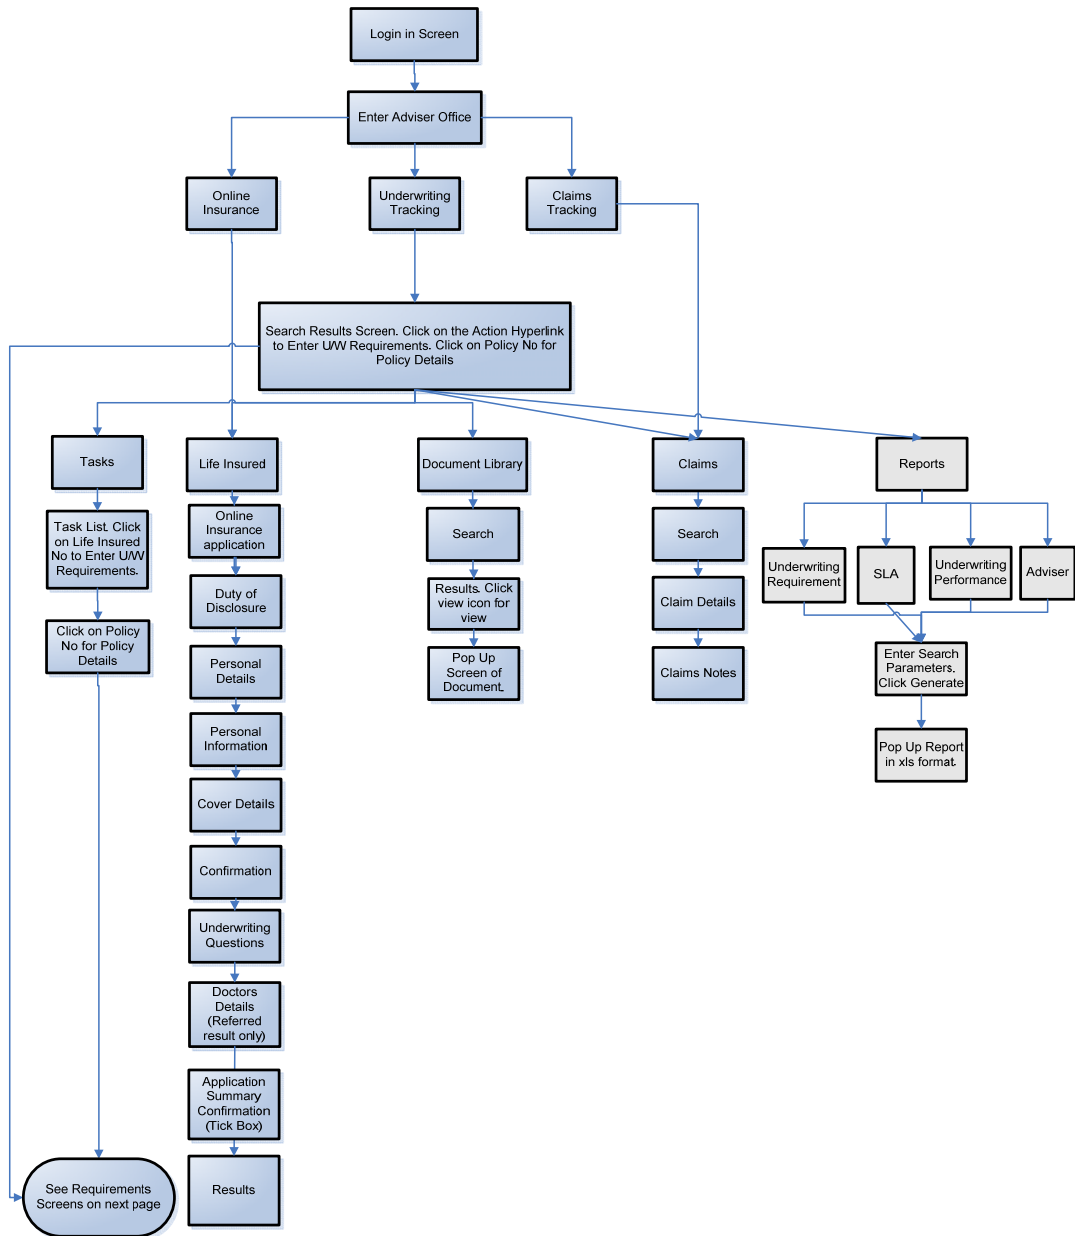 Login in Screen
Enter Adviser Office
Online
Insurance
Underwriting
Tracking
Claims
Tracking
Search Results Screen. Click on the Action Hyperlink
to Enter U/W Requirements. Click on Policy No for
Policy Details
Tasks
Life Insured
Document Library
Claims
Reports
Task List. Click
on Life Insured
No to Enter U/W
Requirements.
Online
Insurance
application
Search
Search
Underwriting
Requirement
SLA
Underwriting
Performance
Adviser
Duty of
Disclosure
Results. Click
view icon for
view
Claim Details
Click on Policy
No for Policy
Details
Personal
Details
Pop Up
Screen of
Document.
Claims Notes
Enter Search
Parameters.
Click Generate
Personal
Information
Pop Up Report
in xls format.
Cover Details
Confirmation
Underwriting
Questions
Doctors
Details
(Referred
result only)
Application
Summary
Confirmation
(Tick Box)
See Requirements
Screens on next page
Results